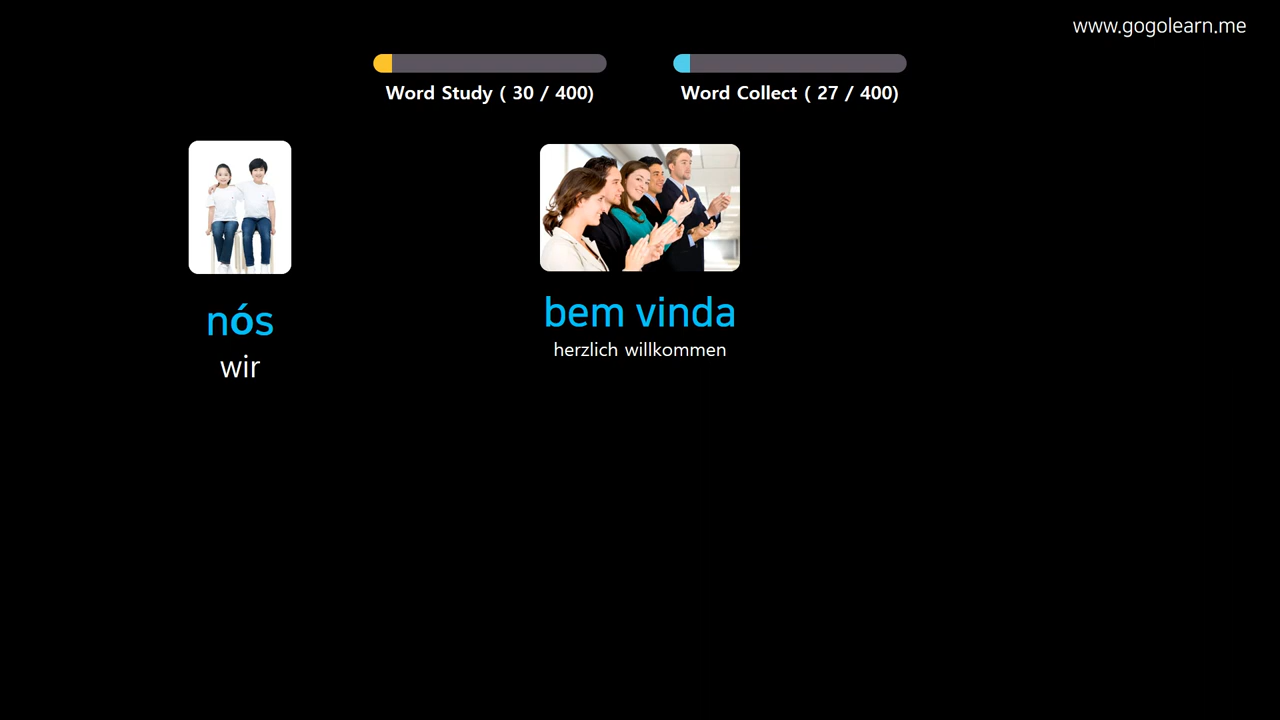 www.gogolearn.me
Word Study ( 30 / 400)
Word Collect ( 27 / 400)
nós
wir
bem vinda
herzlich willkommen